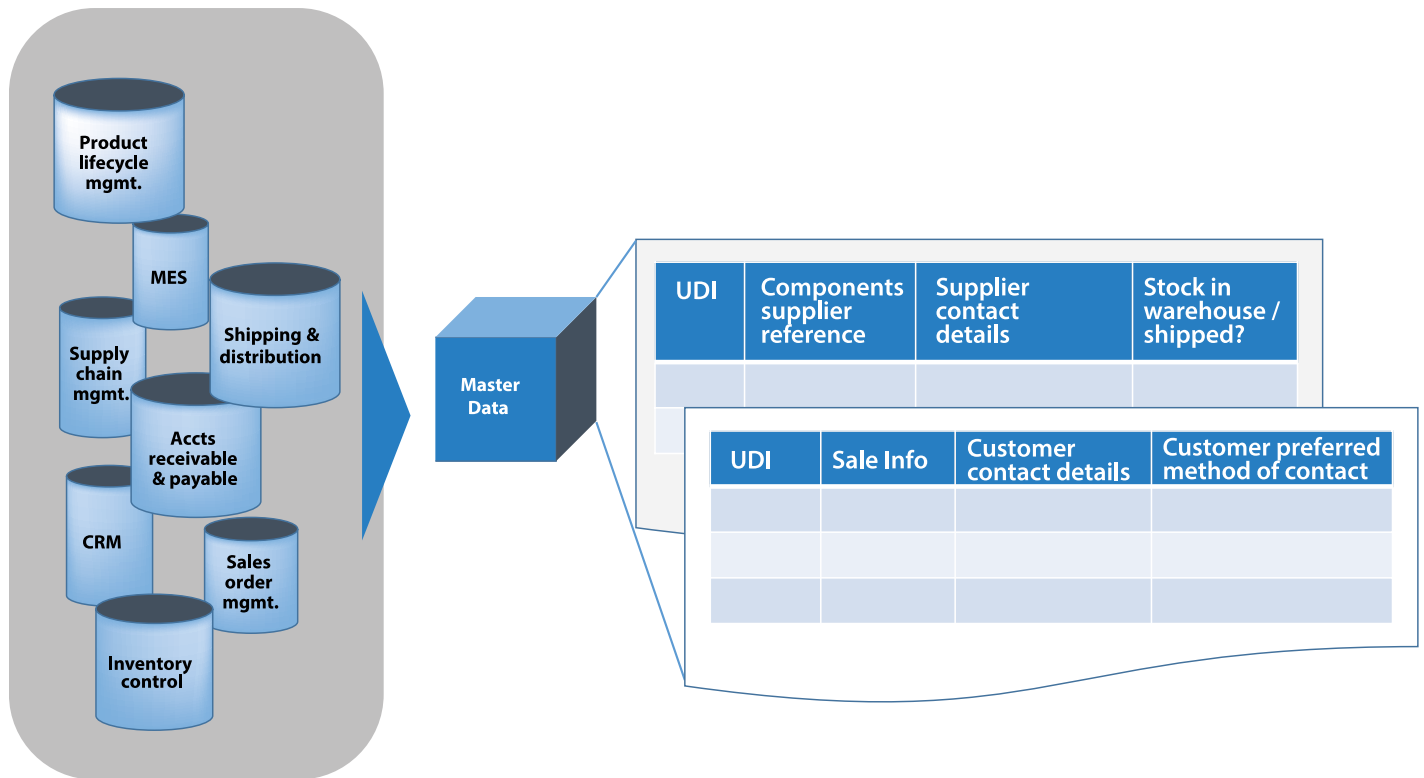 Product
lifecycle
mgmt.
MES
Shipping &
distribution
Supply
chain
mgmt.
Accts
receivable
& payable
CRM
Sales
order
mgmt.
Inventory
control
Master
Data
UDI
Components
supplier
reference
Supplier
contact
details
Stock in
warehouse /
shipped?
UDI
Sale Info
Customer
contact details
Customer preferred
method of contact